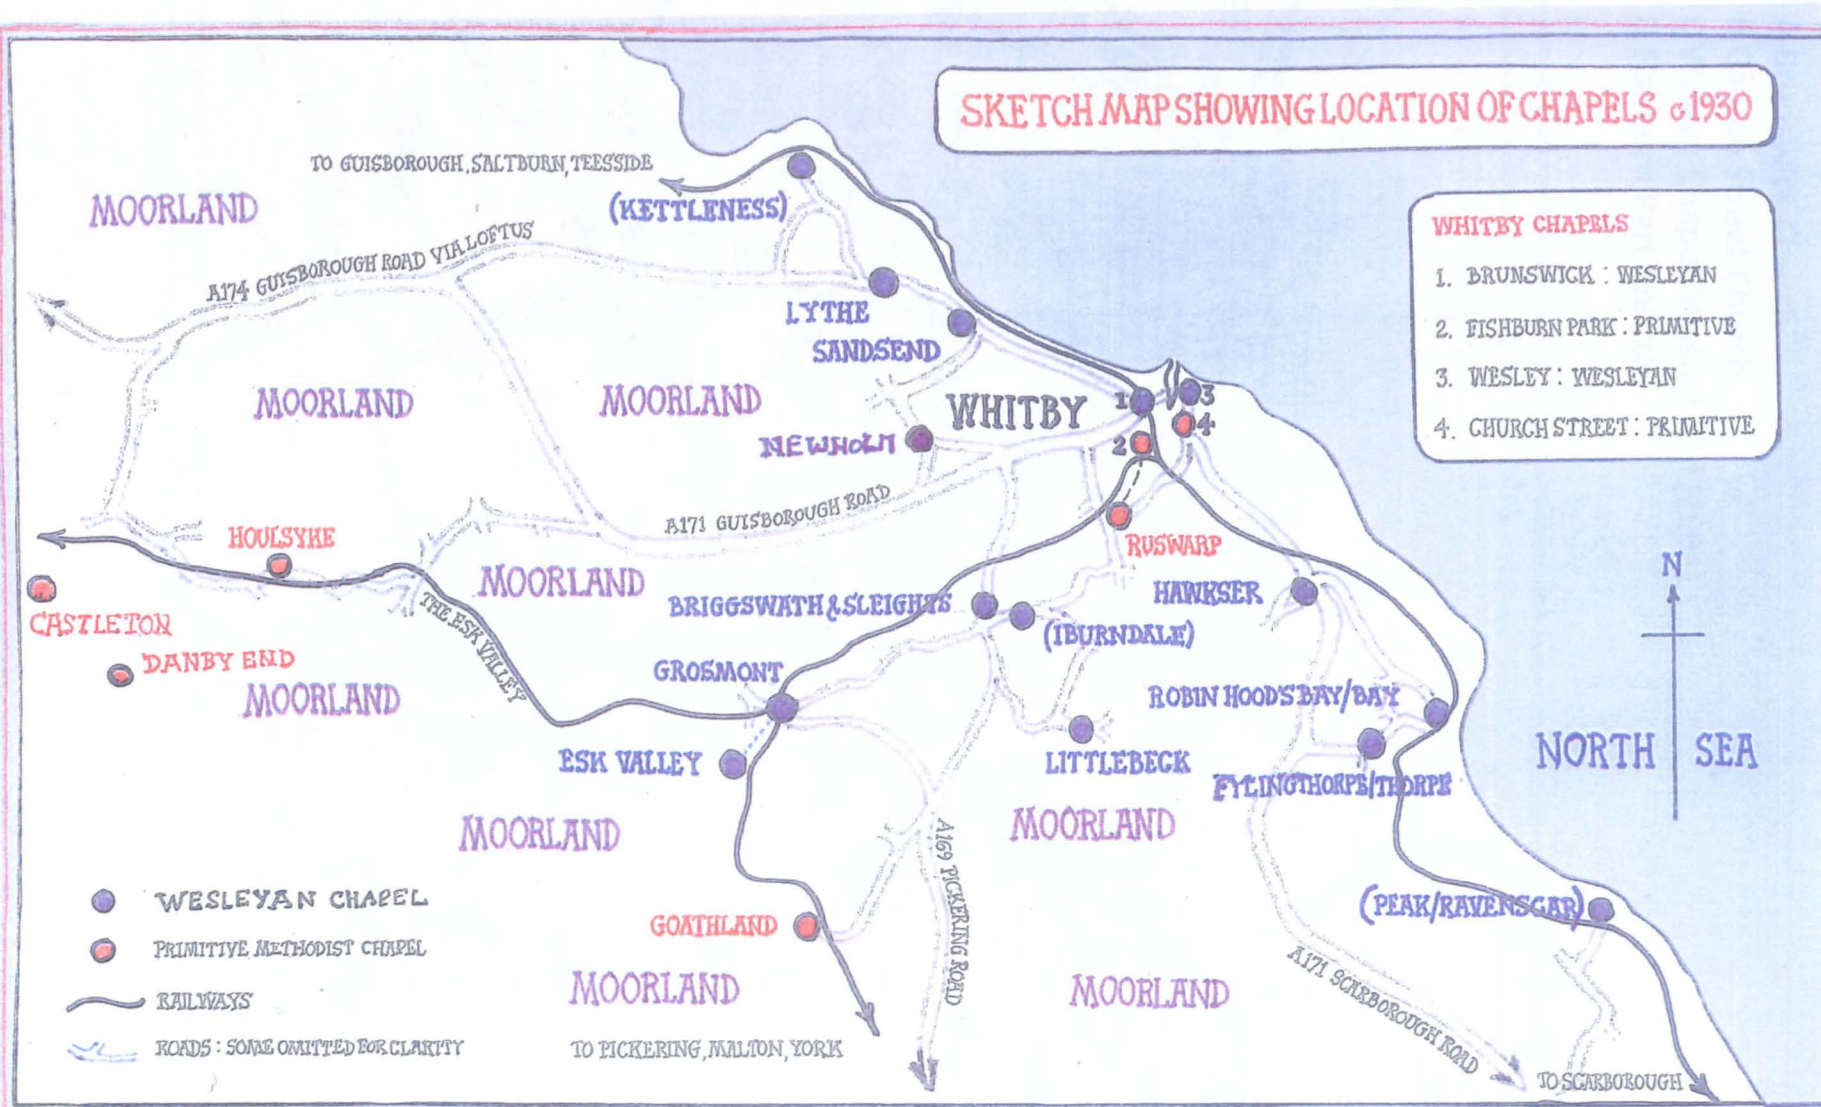 SKETCH MAP SHOWING LOCATION OF CHAPELS c1930
TO GUISBOROUGH, SALTBURN, TEESSIDE
MOORLAND
(KETTLENESS)
WHITBY CHAPELS
1. BRUNSWICK : WESLEYAN
2. FISHBURN PARK : PRIMITIVE
3. WESLEY : WESLEYAN
4. CHURCH STREET : PRIMITIVE
A174 GUISBOROUGH ROAD VIA LOFTUS
LYTHE
SANDSEND
MOORLAND
MOORLAND
WHITBY
1
3
4
2
NEWHOLM
A171 GUISBOROUGH ROAD
HOULSYKE
RUSWARP
MOORLAND
BRIGGSWATH & SLEIGHTS
HAWKSER
N
CASTLETON
THE ESK VALLEY
(IBURNDALE)
DANBY END
GROSMONT
MOORLAND
ROBIN HOOD'S BAY/BAY
ESK VALLEY
LITTLEBECK
NORTH SEA
FYLINGTHORPE/THORPE
MOORLAND
MOORLAND
A169 PICKERING ROAD
WESLEYAN CHAPEL
(PEAK/RAVENSGAR)
GOATHLAND
PRIMITIVE METHODIST CHAPEL
MOORLAND
MOORLAND
A171 SCARBOROUGH ROAD
RAILWAYS
ROADS : SOME OMITTED FOR CLARITY
TO PICKERING, MALTON, YORK
TO SCARBOROUGH